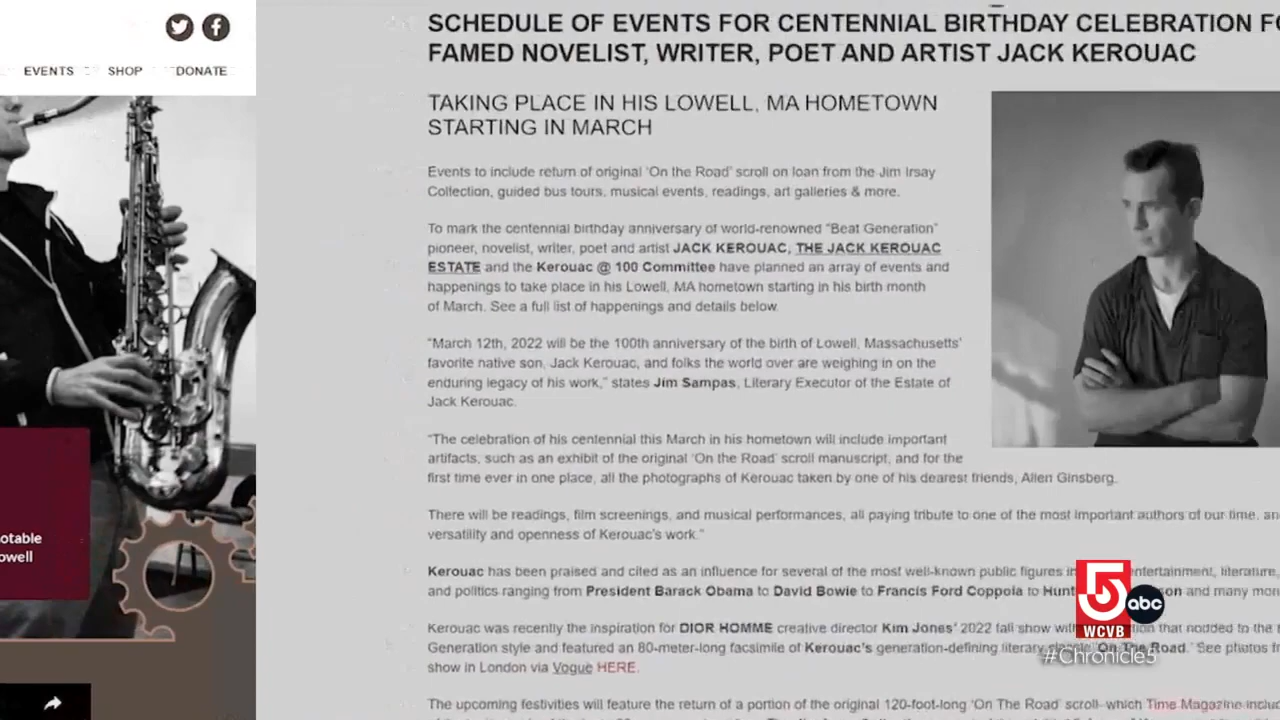 EVENTS SHOP DONATE
SCHEDULE OF EVENTS FOR CENTENNIAL BIRTHDAY CELEBRATION
FAMED NOVELIST, WRITER, POET AND ARTIST JACK KEROUAC
TAKING PLACE IN HIS LOWELL, MA HOMETOWN
STARTING IN MARCH
Events to include return of original 'On the Road' scroll on loan from the Jim Irsay
Collection, guided bus tours, musical events, readings, art galleries & more.
To mark the centennial birthday anniversary of world-renowned "Beat Generation"
pioneer, novelist, writer, poet and artist JACK KEROUAC, THE JACK KEROUAC
ESTATE and the Kerouac @ 100 Committee have planned an array of events and
happenings to take place in his Lowell, MA hometown starting in his birth month
of March. See a full list of happenings and details below.
"March 12th, 2022 will be the 100th anniversary of the birth of Lowell, Massachusetts'
favorite native son, Jack Kerouac, and folks the world over are weighing in on the
enduring legacy of his work," states Jim Sampas, Literary Executor of the Estate of
Jack Kerouac.
"The celebration of his centennial this March in his hometown will include important
artifacts, such as an exhibit of the original 'On the Road' scroll manuscript, and for the
first time ever in one place, all the photographs of Kerouac taken by one of his dearest friends, Allen Ginsberg.
There will be readings, film screenings, and musical performances, all paying tribute to one of the most important authors of our time,
versatility and openness of Kerouac's work."
Kerouac has been praised and cited as an influence for several of the most well-known public figures in entertainment, literature,
and politics ranging from President Barack Obama to David Bowie to Francis Ford Coppola to and many
Kerouac was recently the inspiration for DIOR HOMME creative director Kim Jones' 2022 fall show that nodded to the
Generation style and featured an 80-meter-long facsimile of Kerouac's generation-defining literary classic 'On The Road.' See photos
show in London via Vogue HERE.
The upcoming festivities will feature the return of a portion of the original 120-foot-long 'On The Road' scroll which Time Magazine
otable
owell
5 abc
WCVB
#Chronicle5